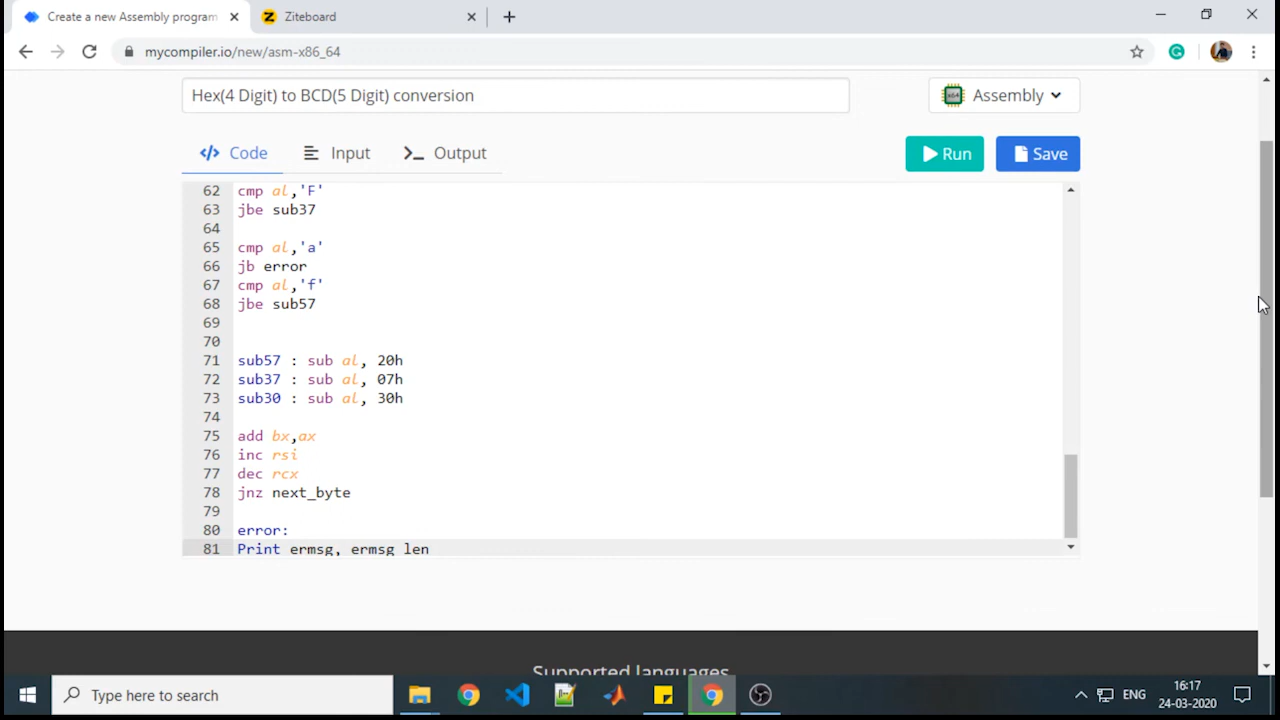 Create a new Assembly program
Ziteboard
mycompiler.io/new/asm-x86_64
Hex(4 Digit) to BCD(5 Digit) conversion
Assembly
Code
Input
Output
Run
Save
62 cmp al,'F'
63 jbe sub37
64
65 cmp al,'a'
66 jb error
67 cmp al,'f'
68 jbe sub57
69
70
71 sub57 : sub al, 20h
72 sub37 : sub al, 07h
73 sub30 : sub al, 30h
74
75 add bx,ax
76 inc rsi
77 dec rcx
78 jnz next_byte
79
80 error:
81 Print ermsg, ermsg len
Supported languages
Type here to search
ENG
16:17
24-03-2020